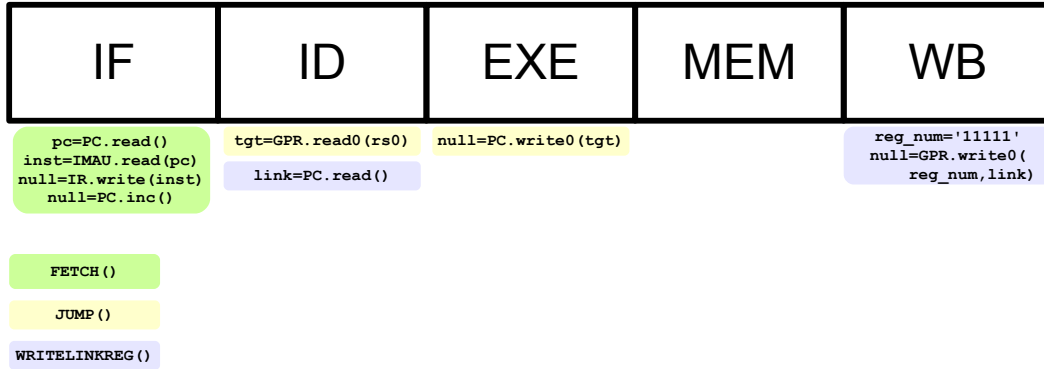 IF
ID
EXE
MEM
WB
pc=PC.read()
inst=IMAU.read(pc)
null=IR.write(inst)
null=PC.inc()
tgt=GPR.read0(rs0)
link=PC.read()
null=PC.write0(tgt)
reg_num='11111'
null=GPR.write0(
reg_num,link)
FETCH()
JUMP()
WRITELINKREG()